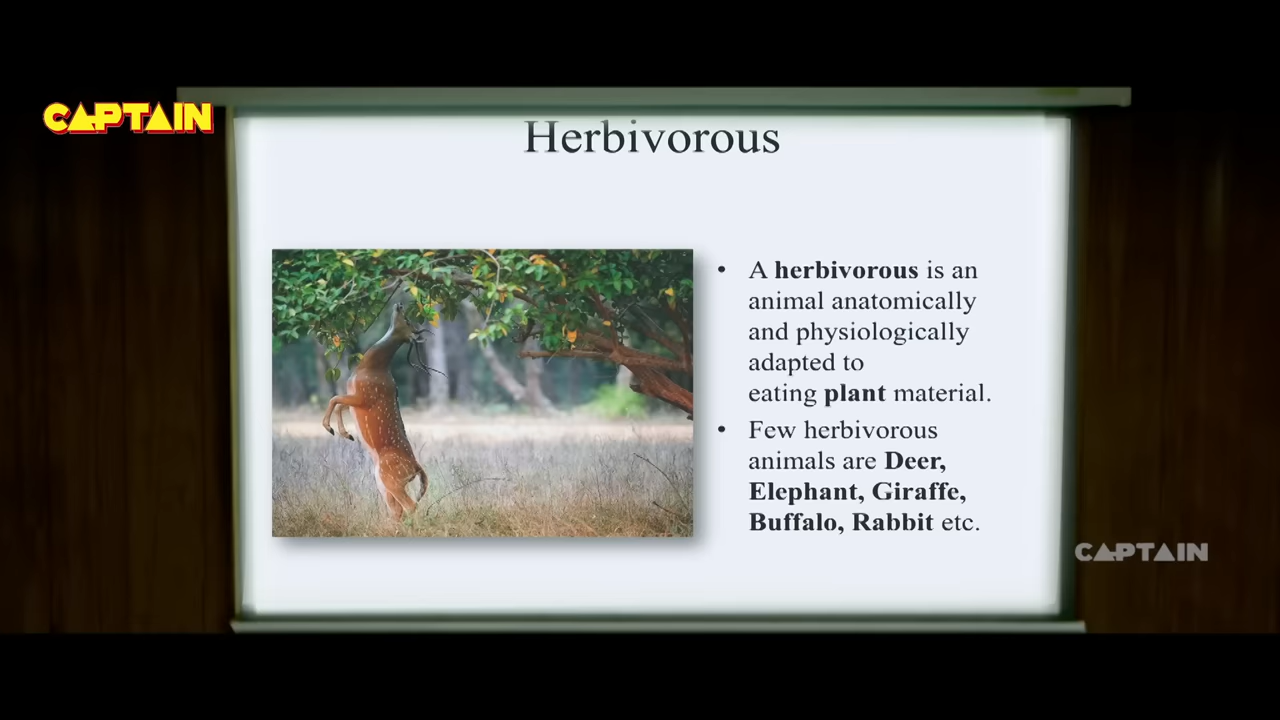 CAPTAIN
Herbivorous
• A herbivorous is an
animal anatomically
and physiologically
adapted to
eating plant material.
• Few herbivorous
animals are Deer,
Elephant, Giraffe,
Buffalo, Rabbit etc.
CAPTAIN